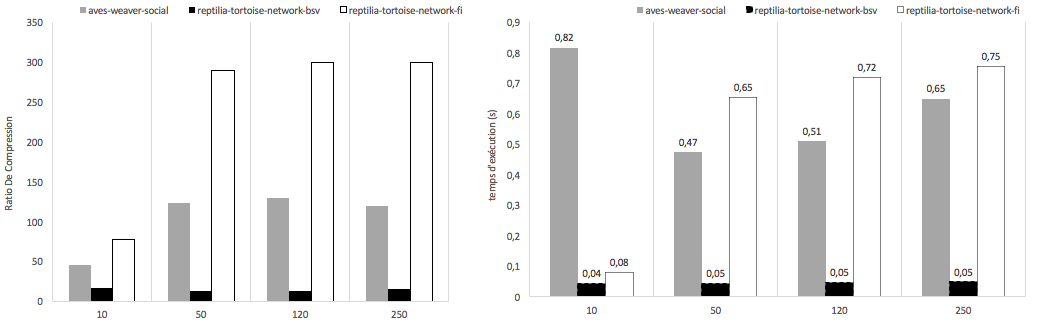 aves-weaver-social reptilia-tortoise-network-bsv reptilia-tortoise-network-fi
350
300
250
200
150
100
50
0
Ratio De Compression
10 50 120 250
aves-weaver-social reptilia-tortoise-network-bsv reptilia-tortoise-network-fi
0,9
0,8
0,7
0,6
0,5
0,4
0,3
0,2
0,1
0
temps d'exécution (s)
0,82 0,04 0,08
0,47 0,05 0,65
0,51 0,05 0,72
0,65 0,05 0,75
10 50 120 250